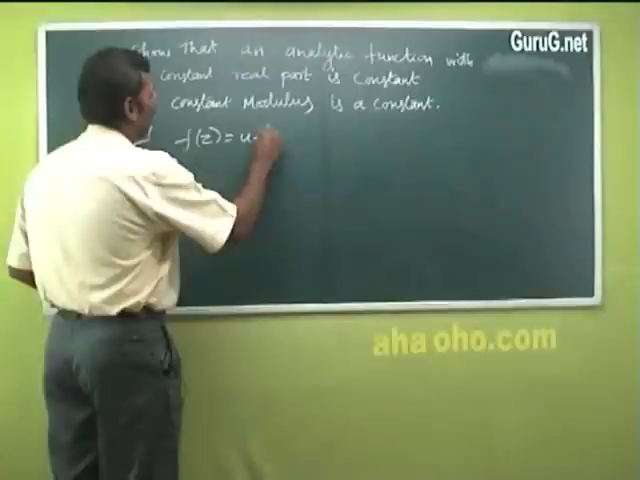 Show That an analytic function with
constant real part is constant
constant Modulus is a constant.
f(z) = u+
GuruG.net
aha oho.com